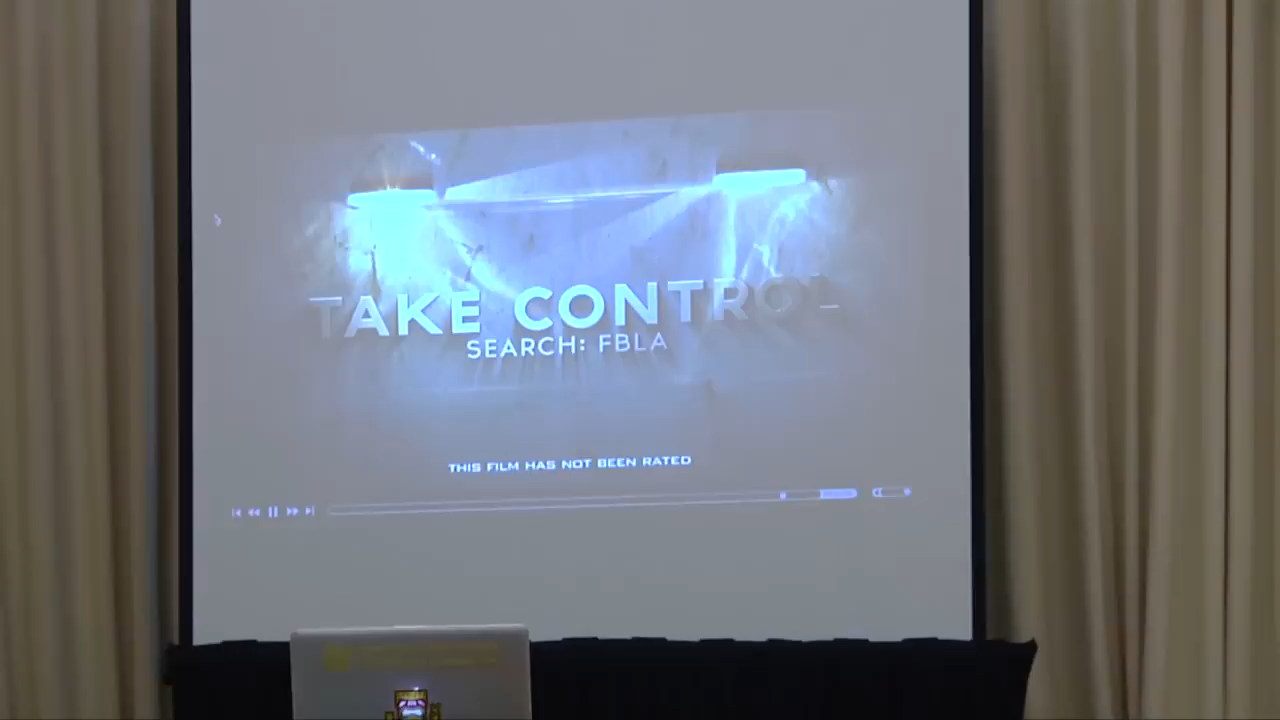 TAKE CONTROL
SEARCH: FBLA
THIS FILM HAS NOT BEEN RATED